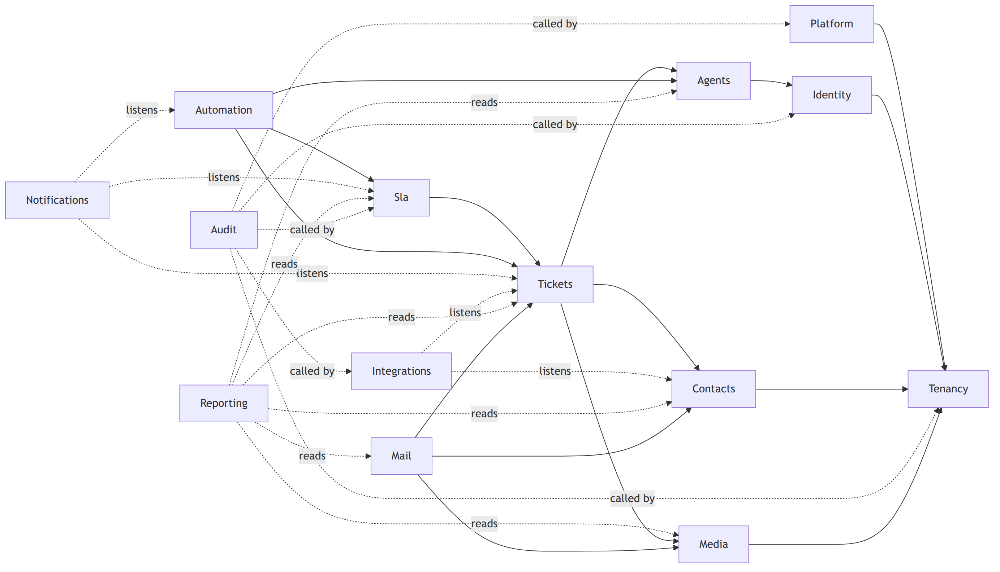 called by
Platform
Agents
Identity
reads
listens
Automation
called by
listens
Sla
Notifications
Audit
called by
reads
listens
Tickets
listens
reads
called by
Integrations
listens
Contacts
Tenancy
Reporting
reads
reads
Mail
called by
reads
Media